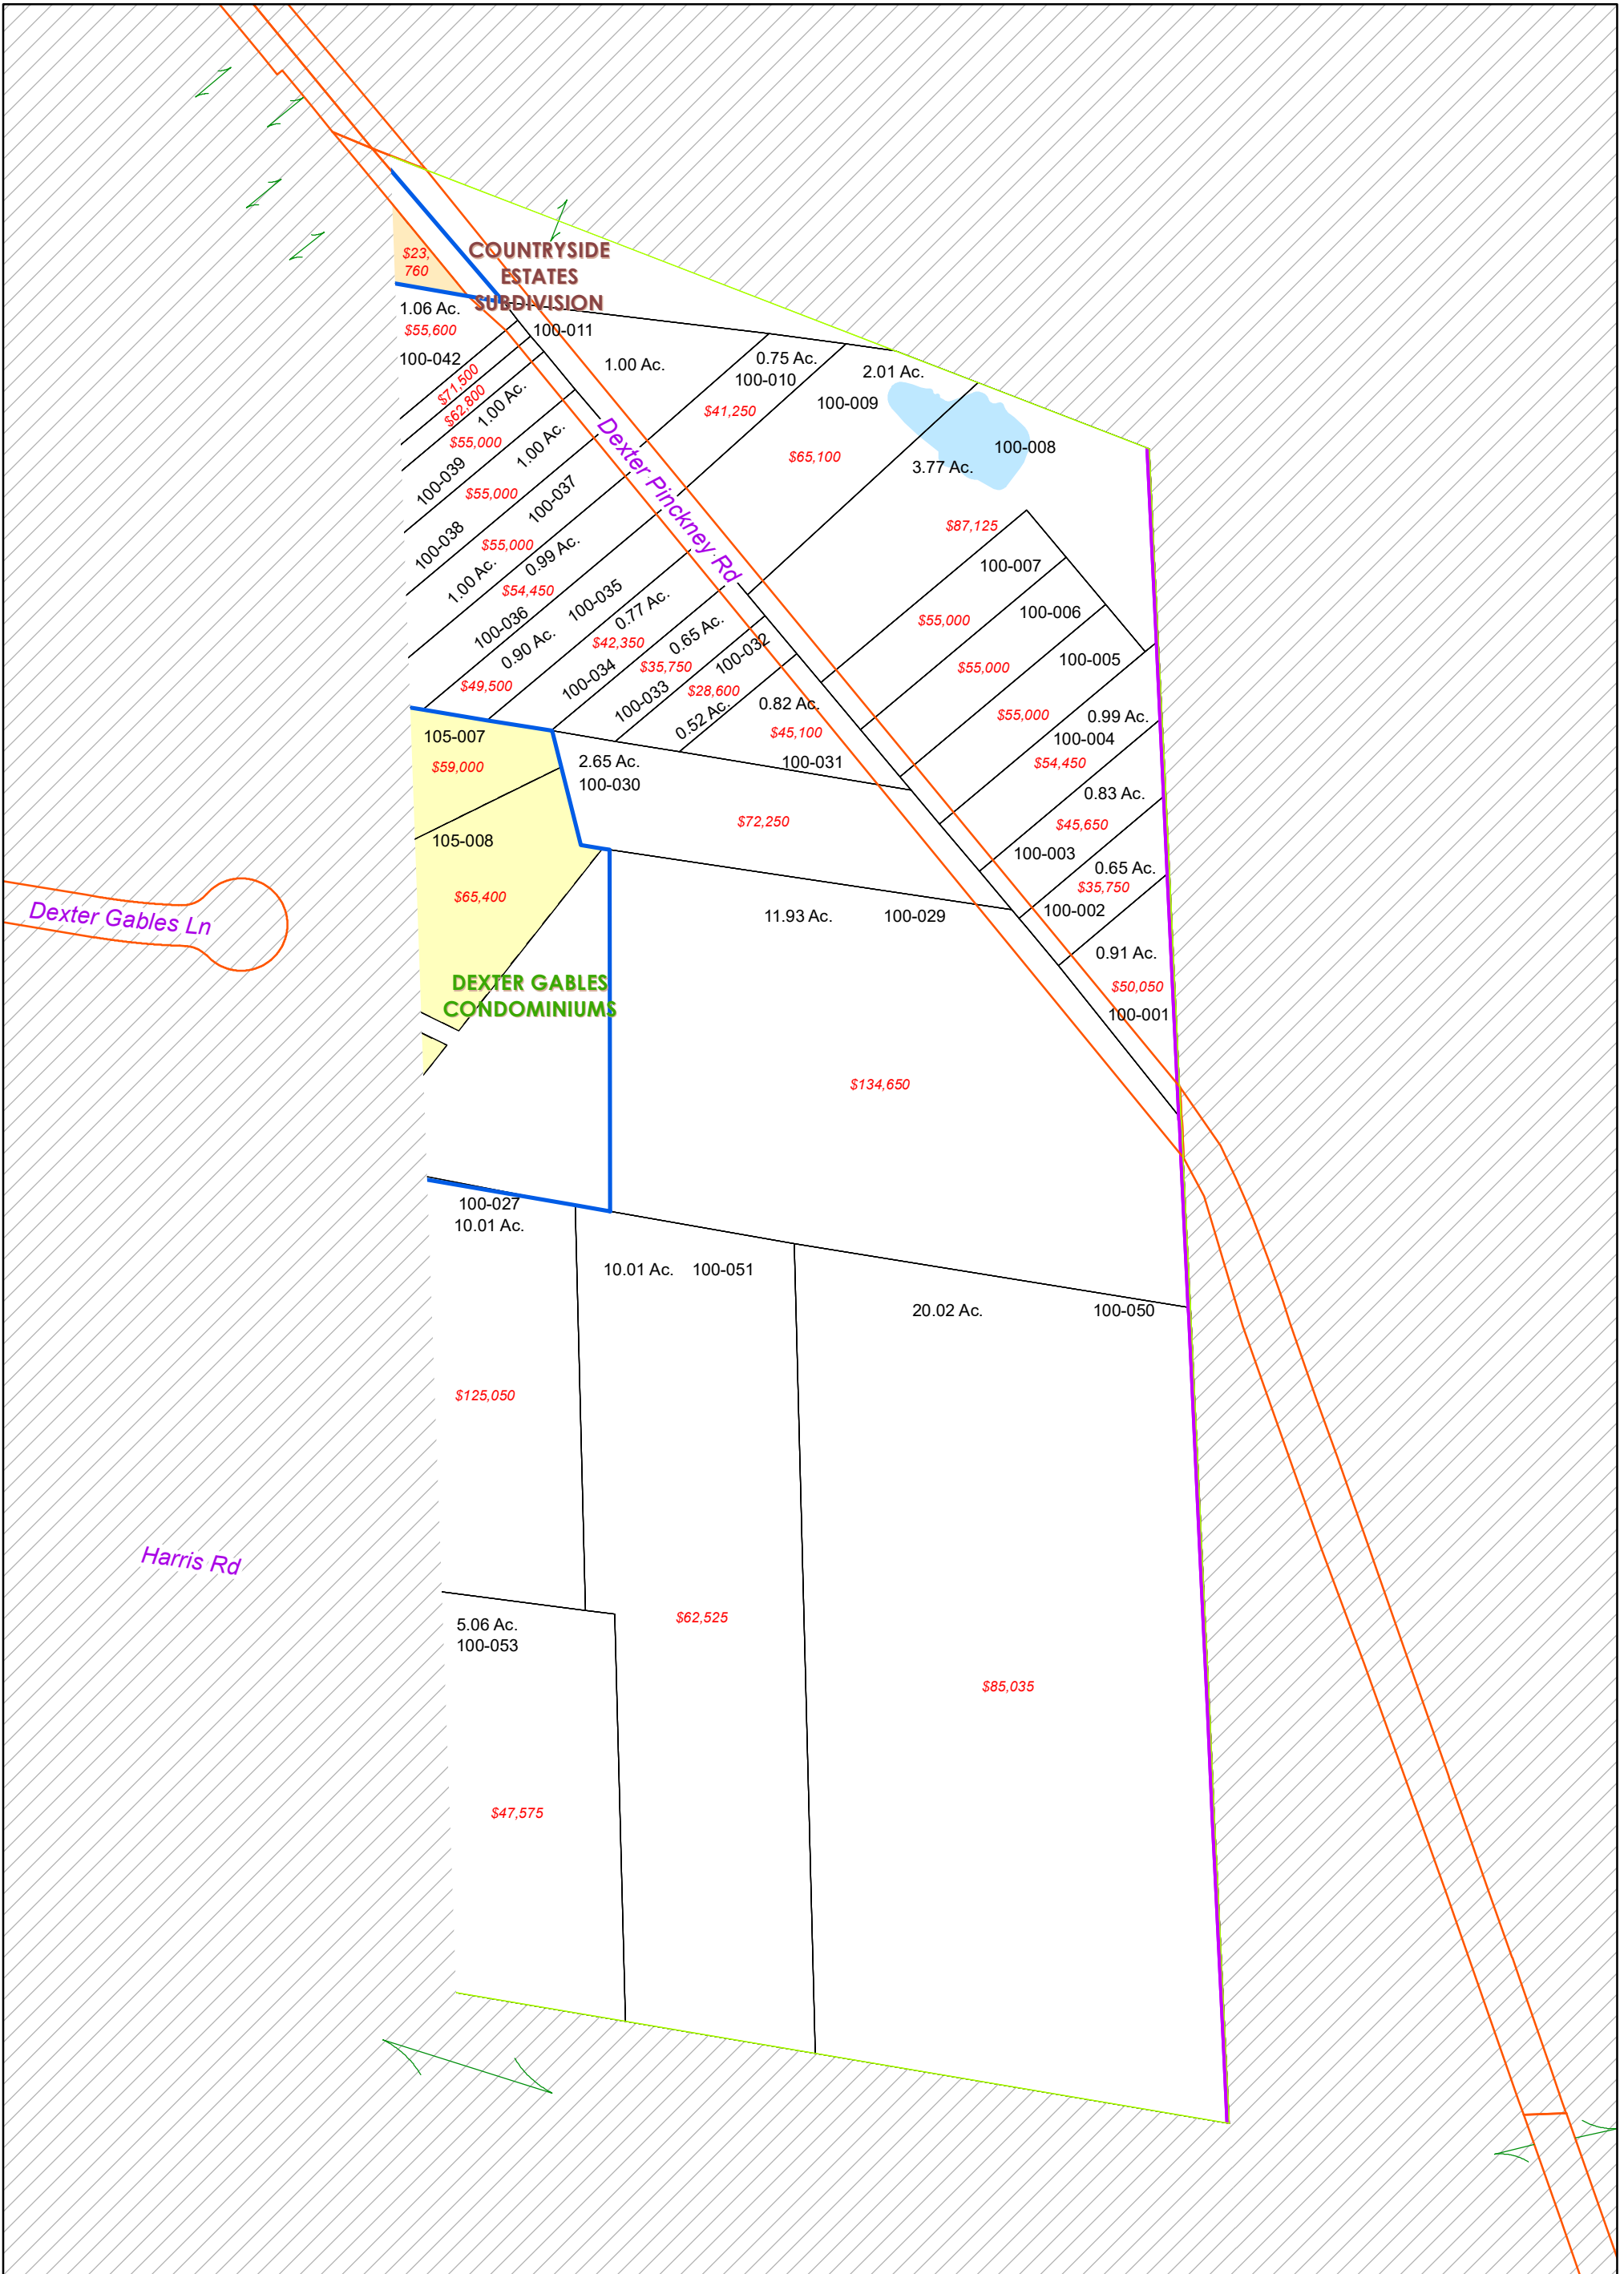 $23,
760
COUNTRYSIDE
ESTATES
SUBDIVISION
1.06 Ac.
$55,600
100-042
$71,500
$62,800
1.00 Ac.
$55,000
100-039
1.00 Ac.
$55,000
100-038
100-037
$55,000
1.00 Ac.
0.99 Ac.
$54,450
100-036
100-035
0.90 Ac.
$49,500
0.77 Ac.
$42,350
100-034
0.65 Ac.
$35,750
100-033
100-032
$28,600
0.52 Ac.
0.82 Ac.
$45,100
100-031
100-011
1.00 Ac.
0.75 Ac.
100-010
$41,250
2.01 Ac.
100-009
$65,100
100-008
3.77 Ac.
$87,125
Dexter Pinckney Rd
100-007
$55,000
100-006
$55,000
100-005
$55,000
0.99 Ac.
100-004
$54,450
0.83 Ac.
$45,650
100-003
0.65 Ac.
$35,750
100-002
0.91 Ac.
$50,050
100-001
105-007
$59,000
105-008
$65,400
2.65 Ac.
100-030
$72,250
Dexter Gables Ln
11.93 Ac.
100-029
$134,650
DEXTER GABLES
CONDOMINIUMS
100-027
10.01 Ac.
$125,050
10.01 Ac.
100-051
$62,525
20.02 Ac.
100-050
$85,035
Harris Rd
5.06 Ac.
100-053
$47,575